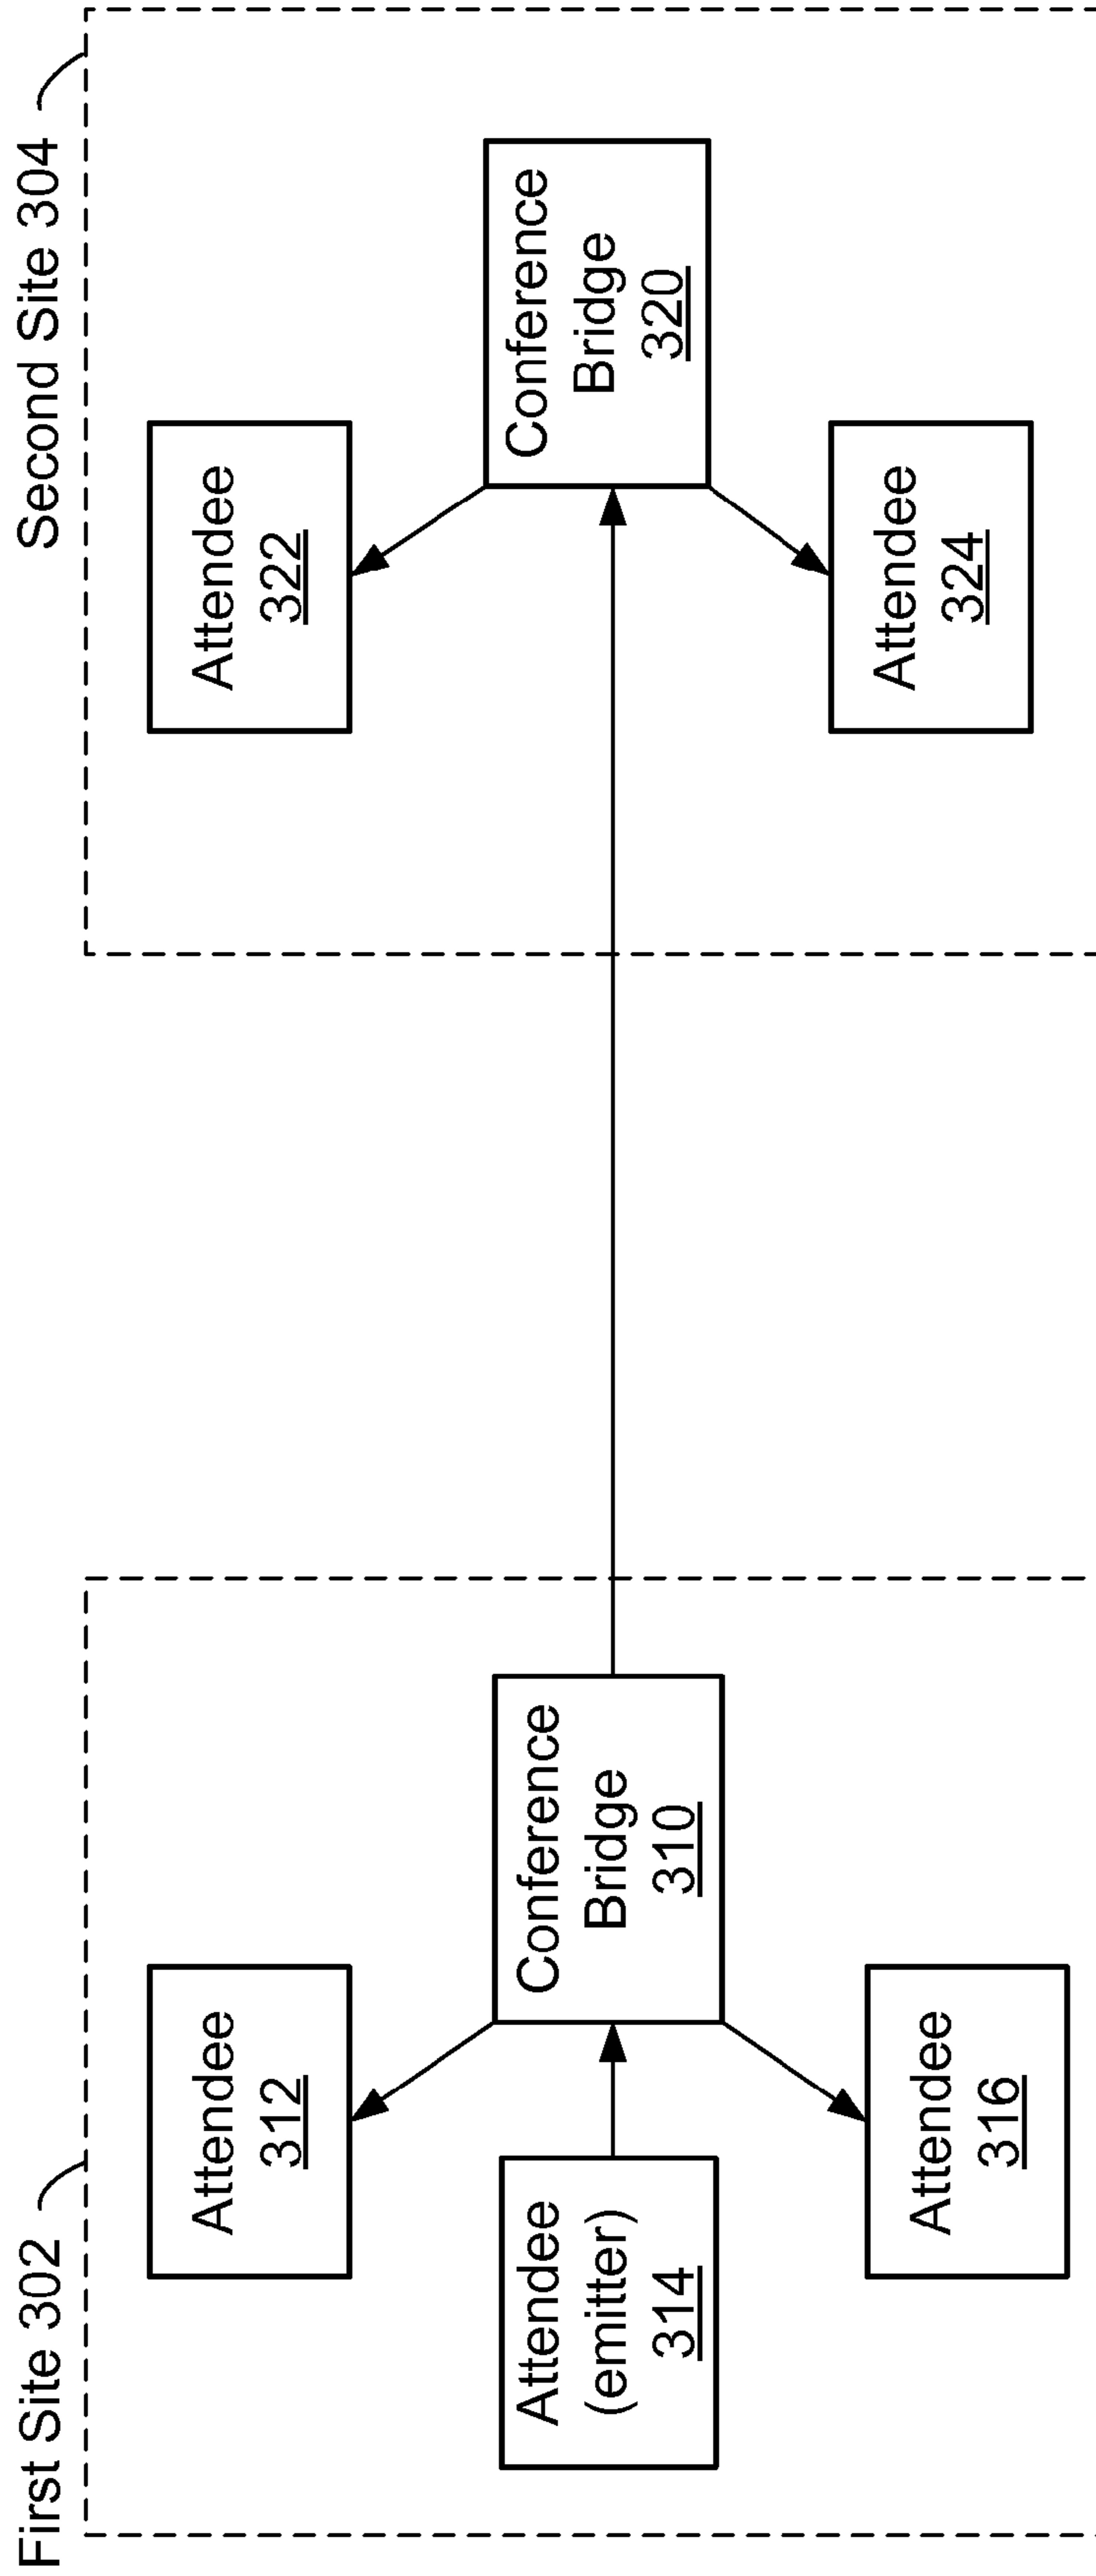 First Site 302
Second Site 304
Attendee
312
Attendee
(emitter)
314
Attendee
316
Conference
Bridge
310
Attendee
322
Attendee
324
Conference
Bridge
320